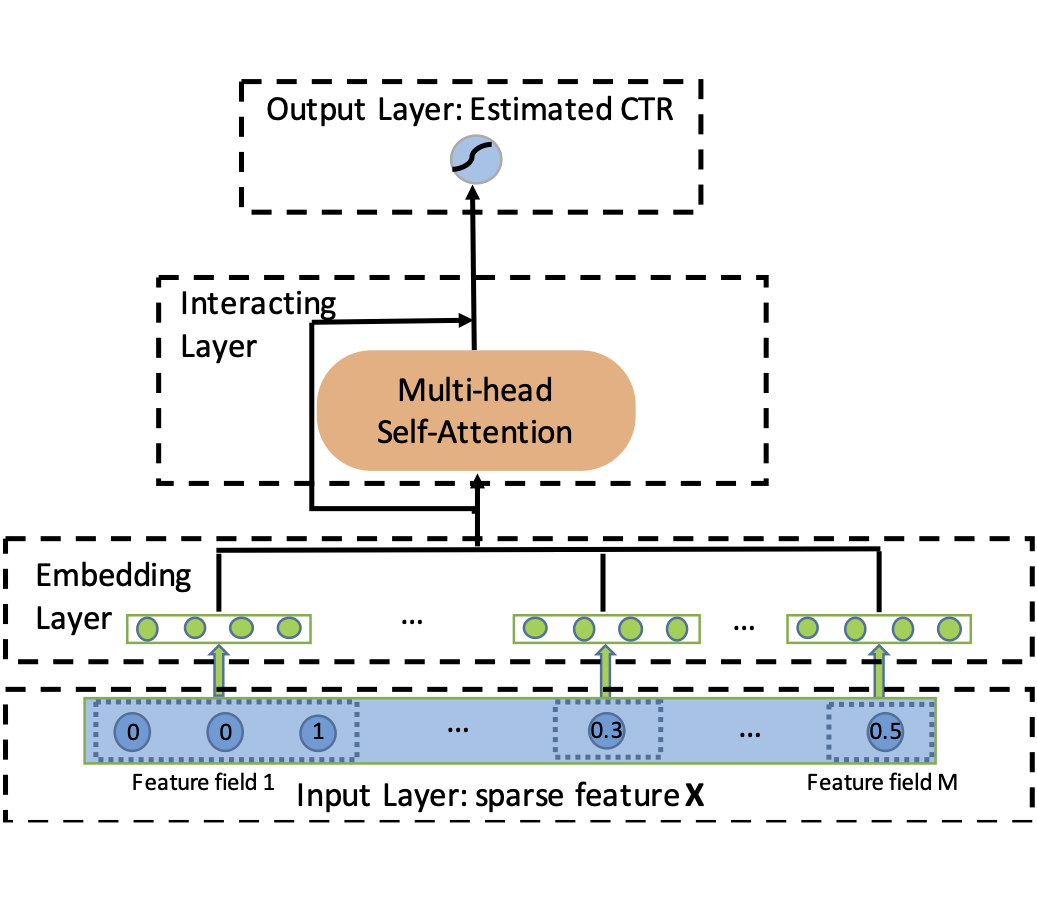 Output Layer: Estimated CTR
Interacting
Layer
Multi-head
Self-Attention
Embedding
Layer
... ...
0 0 1 ... 0.3 ... 0.5
Feature field 1 Feature field M
Input Layer: sparse feature X